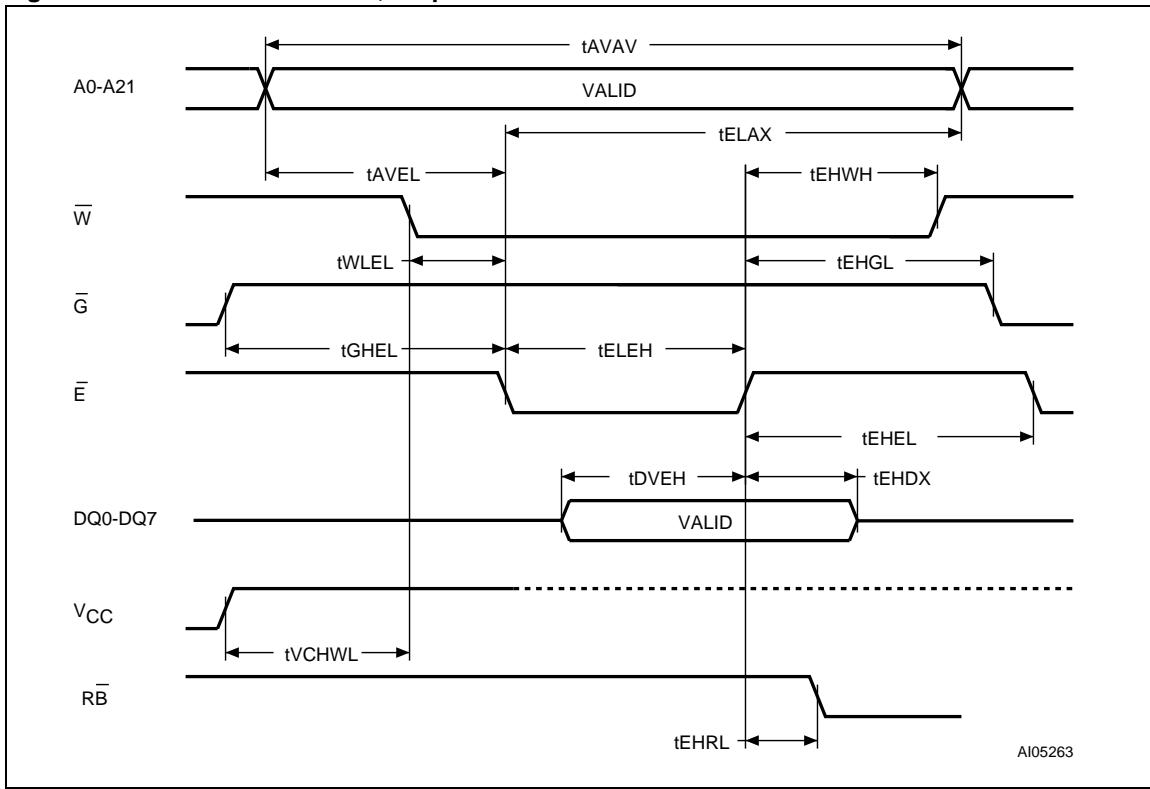 tAVAV
A0-A21
VALID
tELAX
tAVEL
tEHWH
W̅
tWLEL
tEHGL
G̅
tGHEL
tELEH
E̅
tEHEL
tDVEH
tEHDX
DQ0-DQ7
VALID
VCC
tVCHWL
RB̅
tEHRL
AI05263